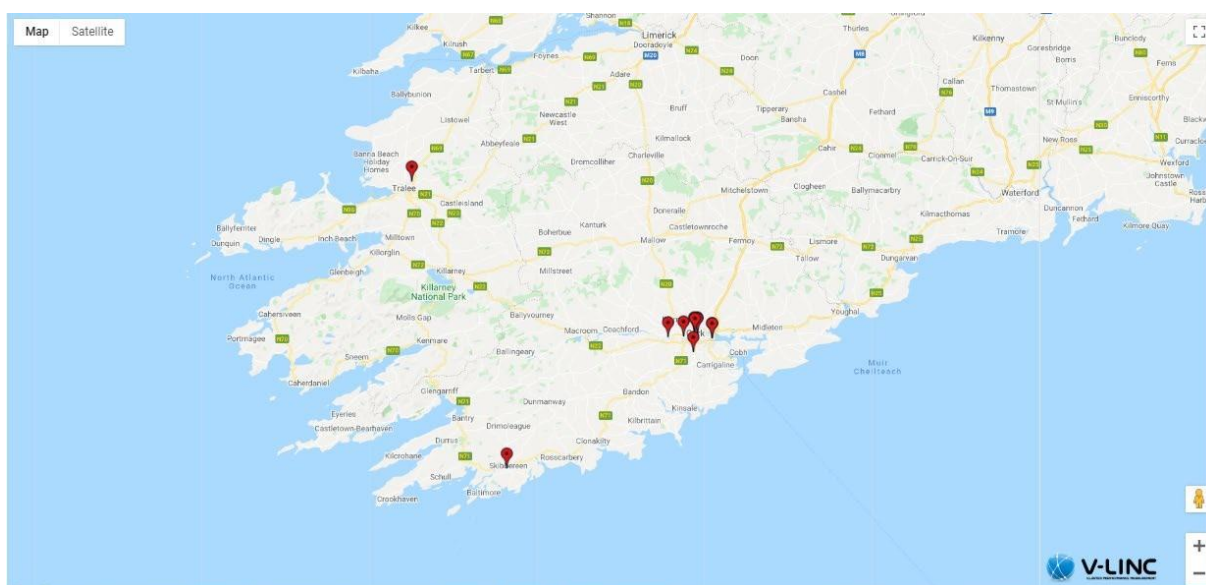 Map Satellite
Kilkee
Shannon
Limerick
Dooradoyle
Thurles
Kilkenny
Goresbridge
Bunclody
Borris
Ferns
Kilrush
Foynes
Kilbaha
Tarbert
Adare
Doon
Callan
Thomastown
Enniscorthy
St Mullin's
Ballybunion
Cashel
Listowel
Newcastle West
Bruff
Tipperary
Bansha
Fethard
New Ross
Abbeyfeale
Kilmallock
Cahir
Clonmel
Carrick-On-Suir
Wexford
Banna Beach Holiday Homes
Dromcolliher
Charleville
Johnstown Castle
Tralee
Castleisland
Mitchelstown
Clogheen
Ballymacarby
Waterford
Doneraile
Kilmacthomas
Duncannon
Fethard
Kilmore Quay
Ballyferriter
Dunquin
Dingle
Inch Beach
Milltown
Boherbue
Kanturk
Castletownroche
Mallow
Fermoy
Lismore
Tramore
Killorglin
Tallow
Dungarvan
North Atlantic Ocean
Glenbeigh
Killarney
Millstreet
Killarney National Park
Cahersiveen
Molls Gap
Ballyvourney
Macroom
Coachford
Youghal
Midleton
Portmagee
Kenmare
Sneem
Ballingeary
Cobh
Carrigaline
Muir Cheilteach
Caherdaniel
Glengarriff
Bandon
Eyeries
Dunmanway
Kinsale
Castletown-Bearhaven
Bantry
Drimoleague
Kilbrittain
Durrus
Clonakilty
Kilcrohane
Rosscarbery
Skibbereen
Schull
Crookhaven
Baltimore
V-LINC